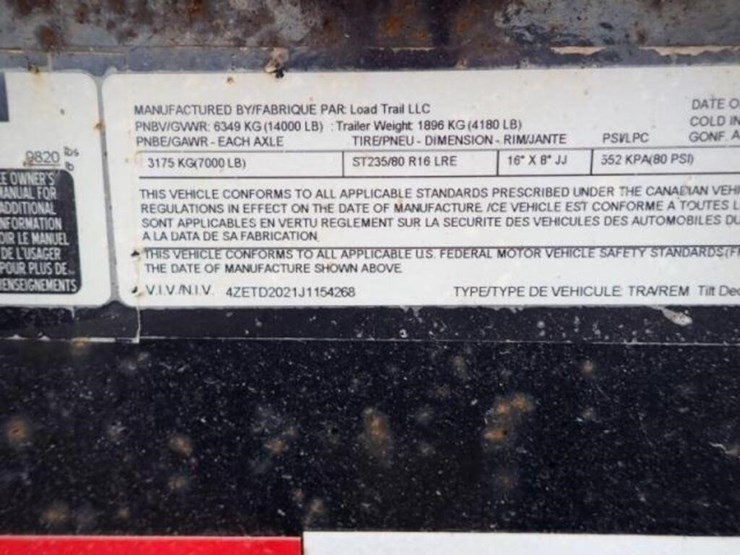 9820 lbs
E OWNER'S
MANUAL FOR
ADDITIONAL
NFORMATION
OIR LE MANUEL
DE L'USAGER
POUR PLUS DE
ENSEIGNEMENTS
MANUFACTURED BY/FABRIQUE PAR: Load Trail LLC DATE O
PNBV/GVWR: 6349 KG (14000 LB) : Trailer Weight 1896 KG (4180 LB) COLD IN
PNBE/GAWR - EACH AXLE TIRE/PNEU - DIMENSION - RIM/JANTE PSI/LPC GONF. A
3175 KG(7000 LB) ST235/80 R16 LRE 16" X 8" JJ 552 KPA(80 PSI)
THIS VEHICLE CONFORMS TO ALL APPLICABLE STANDARDS PRESCRIBED UNDER THE CANADIAN VEHI
REGULATIONS IN EFFECT ON THE DATE OF MANUFACTURE. /CE VEHICLE EST CONFORME A TOUTES L
SONT APPLICABLES EN VERTU REGLEMENT SUR LA SECURITE DES VEHICULES DES AUTOMOBILES DU
A LA DATA DE SA FABRICATION
THIS VEHICLE CONFORMS TO ALL APPLICABLE U.S. FEDERAL MOTOR VEHICLE SAFETY STANDARDS(F
THE DATE OF MANUFACTURE SHOWN ABOVE
V.I.V/N.I.V. 4ZETD2021J1154268 TYPE/TYPE DE VEHICULE: TRA/REM Tilt Dec